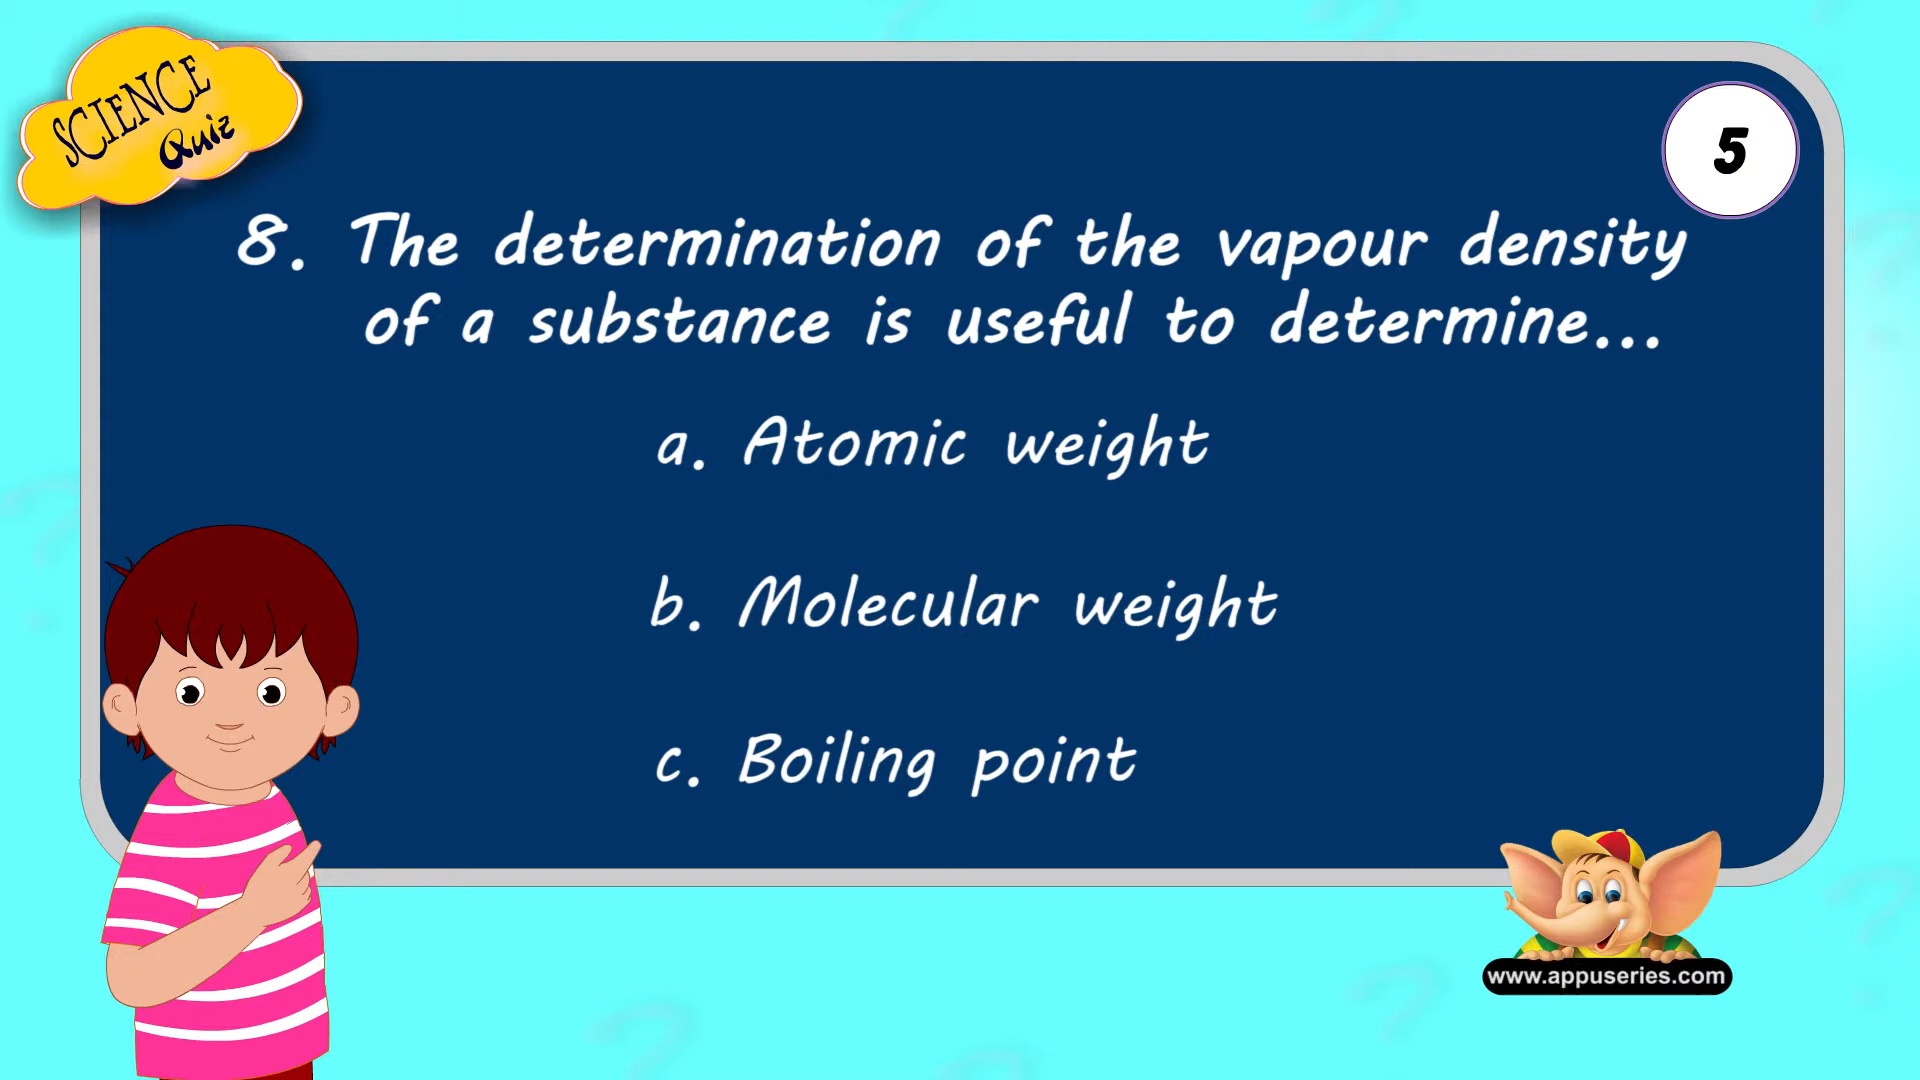 SCIENCE
Quiz
5
8. The determination of the vapour density
of a substance is useful to determine...
a. Atomic weight
b. Molecular weight
c. Boiling point
www.appuseries.com